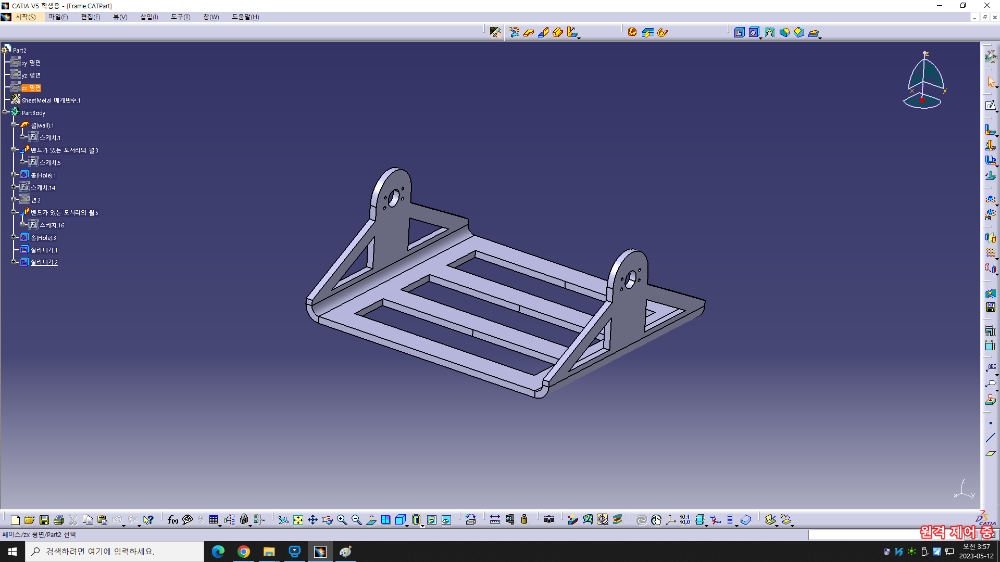 CATIA V5 학생용 - [Frame.CATPart]
시작(S) 파일(F) 편집(E) 뷰(V) 삽입(I) 도구(T) 창(W) 도움말(H)
Part2
xy 평면
yz 평면
zx 평면
SheetMetal 매개변수.1
PartBody
월(wall).1
스케치.1
벤드가 있는 모서리의 월.3
스케치.5
홀(Hole).1
스케치.14
면.2
벤드가 있는 모서리의 월.5
스케치.16
홀(Hole).3
잘라내기.1
잘라내기.2
z
x
y
z
x
y
ABC
f(x)
10,1
10,0
CATIA
페이스/zx 평면/Part2 선택
원격 제어 중
검색하려면 여기에 입력하세요.
오전 3:57
2023-05-12